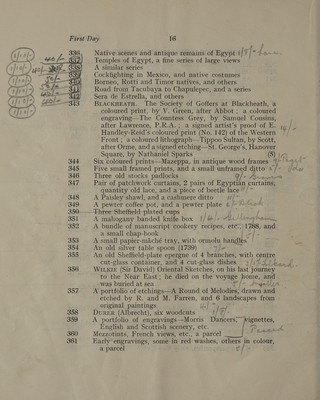 First Day 16
336 Native scenes and antique remains of Egypt
337 Temples of Egypt, a fine series of large views
338 A similar series
339 Cockfighting in Mexico, and native costumes
340 Borneo, Rotti and Timor natives, and others
341 Road from Tacubaya to Chapulepec, and a series
342 Sera de Estrella, and others
343 BLACKHEATH. The Society of Goffers at Blackheath, a
coloured print, by V. Green, after Abbot : a coloured
engraving—The Countess Grey, by Samuel Cousins,
after Lawrence, P.R.A. ; a signed artist's proof of E.
Handley-Read's coloured print (No. 142) of the Western
Front ; a coloured lithograph—Tippoo Sultan, by Scott,
after Orme, and a signed etching—St. George's, Hanover
Square, by Nathaniel Sparks (5)
344 Six coloured prints—Mazeppa, in antique wood frames
345 Five small framed prints, and a small unframed ditto
346 Three old stocks padlocks
347 Pair of patchwork curtains, 2 pairs of Egyptian curtains,
quantity old lace, and a piece of beetle lace
348 A Paisley shawl, and a cashmere ditto
349 A pewter coffee pot, and a pewter plate
350 Three Sheffield plated cups
351 A mahogany banded knife box
352 A bundle of manuscript cookery recipes, etc., 1768, and
a small chap-book
353 A small papier-mâché tray, with ormolu handles
354 An old silver table spoon (1799)
355 An old Sheffield-plate epergne of 4 branches, with centre
cut-glass container, and 4 cut-glass dishes
356 WILKIE (Sir David) Oriental Sketches, on his last journey
to the Near East ; he died on the voyage home, and
was buried at sea
357 A portfolio of etchings—A Round of Melodies, drawn and
etched by R. and M. Farren, and 6 landscapes from
original paintings
358 DURER (Albrecht), six woodcuts
359 A portfolio of engravings—Morris Dancers, vignettes,
English and Scottish scenery, etc.
360 Mezzotints, French views, etc., a parcel
361 Early engravings, some in red washes, others in colour,
a parcel